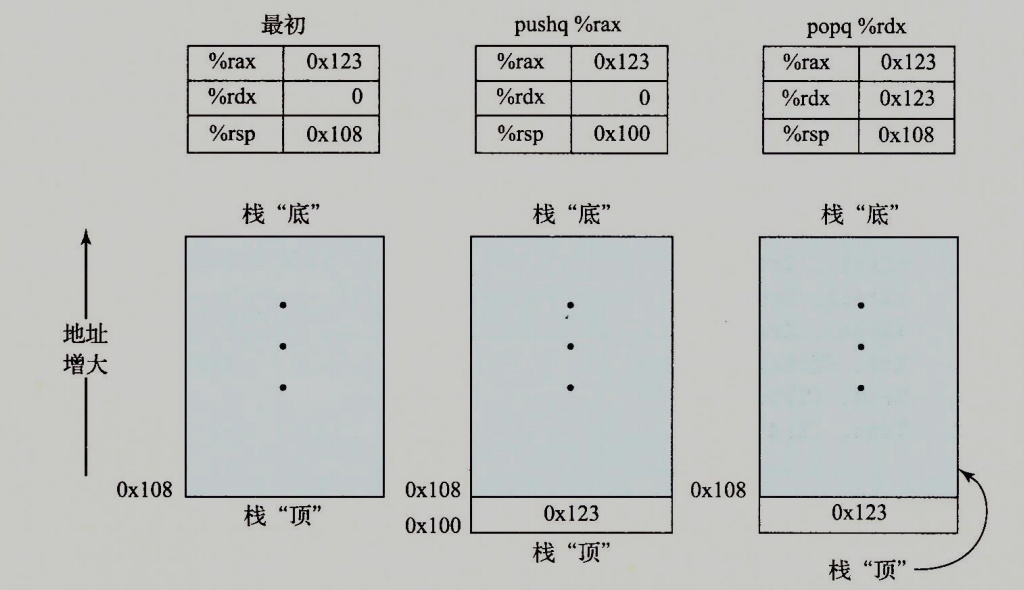 最初
%rax 0x123
%rdx 0
%rsp 0x108
栈“底”
地址
增大
0x108
栈“顶”
pushq %rax
%rax 0x123
%rdx 0
%rsp 0x100
栈“底”
0x108
0x100
0x123
栈“顶”
popq %rdx
%rax 0x123
%rdx 0x123
%rsp 0x108
栈“底”
0x108
0x123
栈“顶”